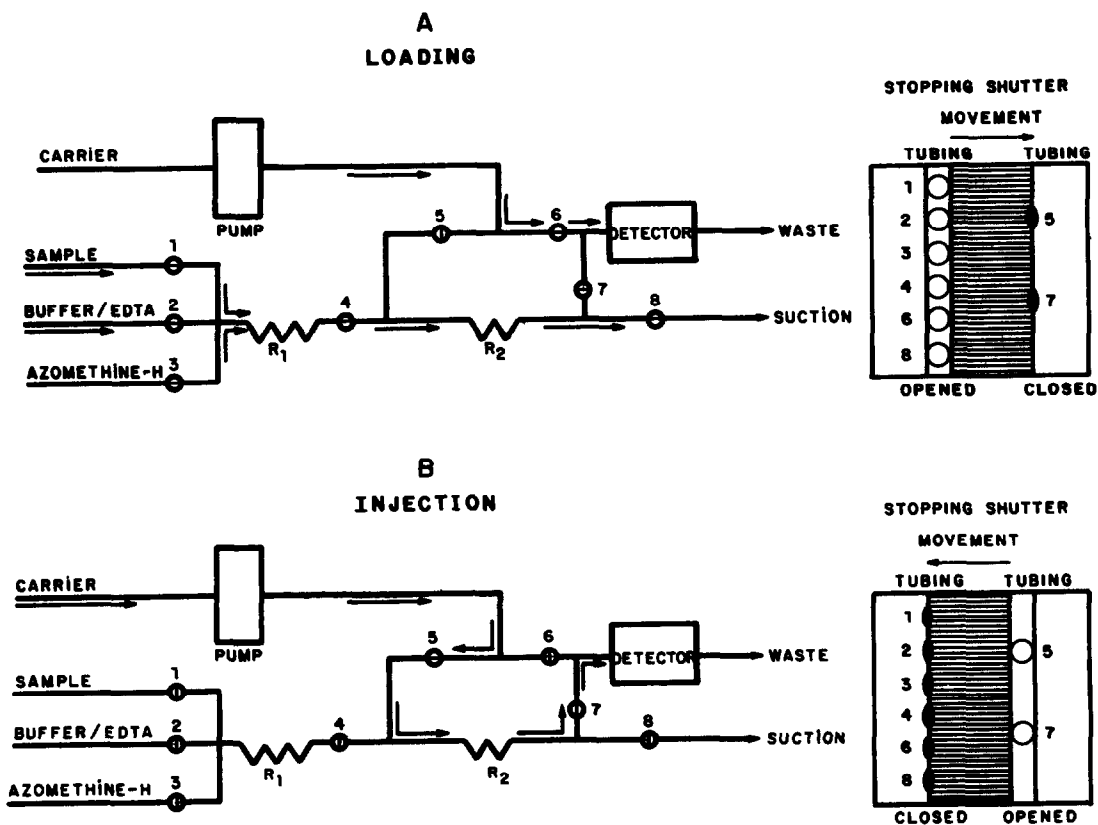 A
LOADING
STOPPING SHUTTER
MOVEMENT
TUBING TUBING
CARRiER
PUMP
5
6
DETECTOR
WASTE
SAMPLE
1
BUFFER/EDTA
2
AZOMETHiNE-H
3
R1
4
R2
7
8
SUCTiON
1
2
3
4
6
8
5
7
OPENED CLOSED
B
INJECTION
STOPPING SHUTTER
MOVEMENT
TUBING TUBING
CARRiER
PUMP
5
6
DETECTOR
WASTE
SAMPLE
1
BUFFER/EDTA
2
AZOMETHiNE-H
3
R1
4
R2
7
8
SUCTiON
1
2
3
4
6
8
5
7
CLOSED OPENED